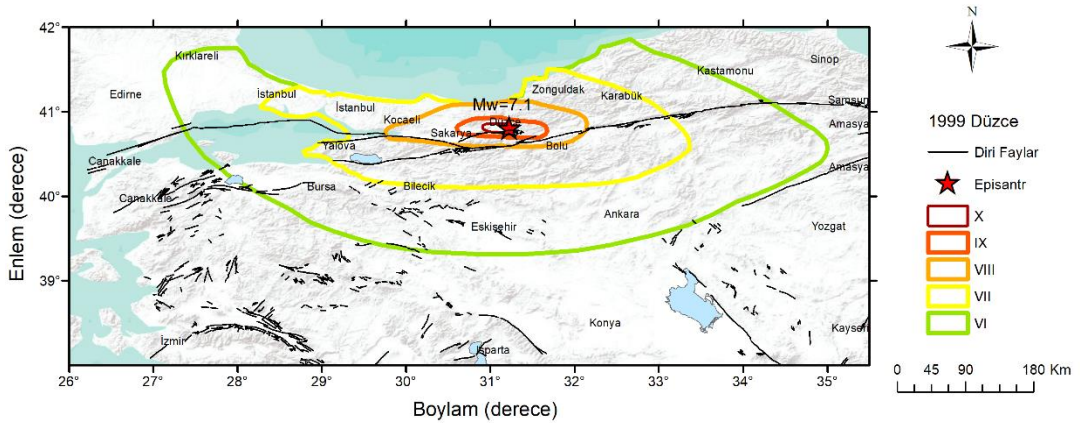 42°
41°
40°
39°
26
27
28
29
30
31
32
33
34
35
Enlem (derece)
Boylam (derece)
Kırklareli
Edirne
İstanbul
İstanbul
Kocaeli
Sakarya
Yalova
Mw=7.1
Zonguldak
Karabük
Kastamonu
Sinop
Samsun
Bolu
Amasya
Amasya
Çanakkale
Çanakkale
Bursa
Bilecik
Ankara
Eskişehir
Yozgat
Konya
Kayseri
İzmir
Isparta
N
1999 Düzce
Diri Faylar
Episantr
X
IX
VIII
VII
VI
0 45 90 180 Km